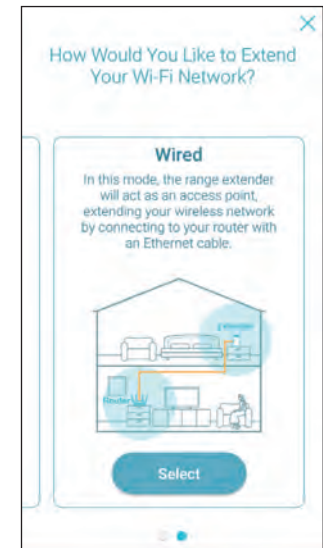 How Would You Like to Extend
Your Wi-Fi Network?
Wired
In this mode, the range extender
will act as an access point,
extending your wireless network
by connecting to your router with
an Ethernet cable.
Extender
Router
Select